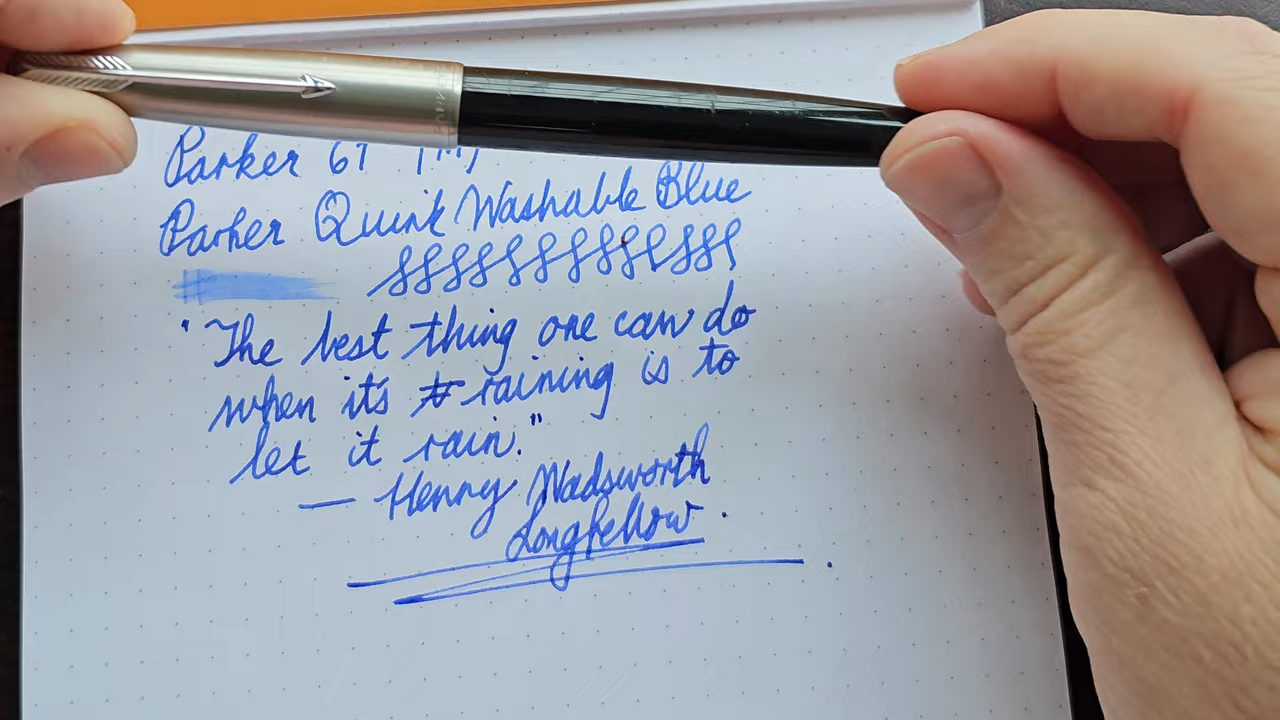 Parker 61 (M)
Parker Quink Washable Blue
"The best thing one can do
when it's raining is to
let it rain."
— Henry Wadsworth
Longfellow.